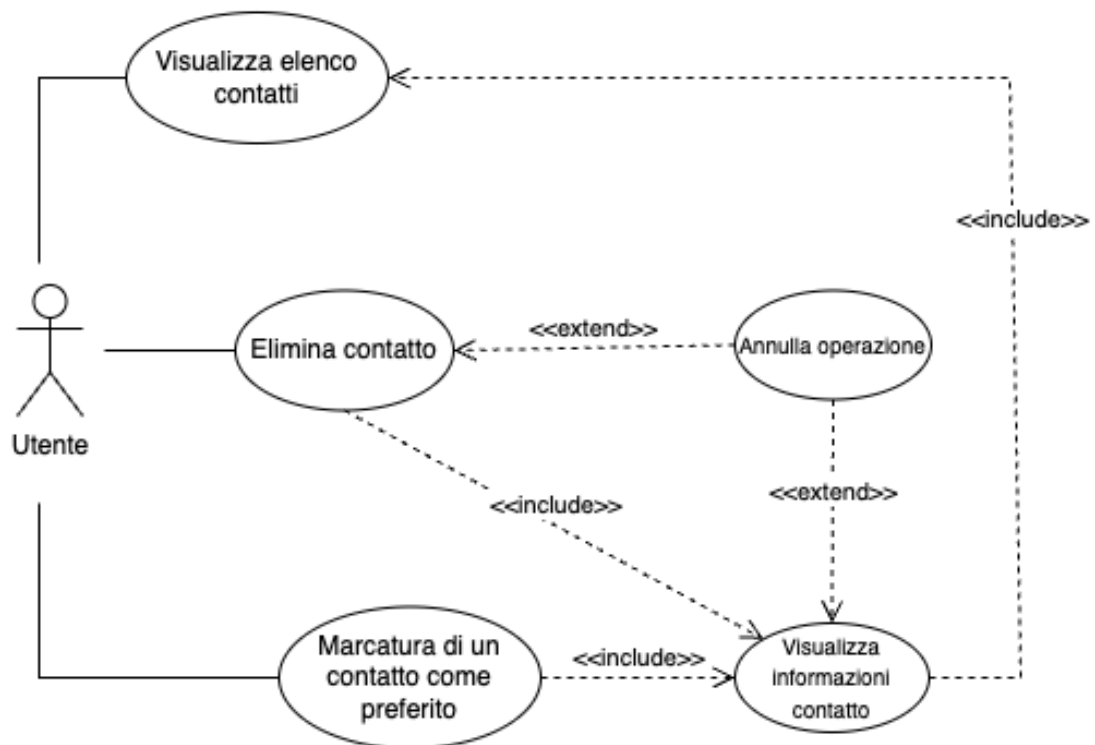 Visualizza elenco
contatti
<<include>>
Elimina contatto
<<extend>>
Annulla operazione
Utente
<<include>>
<<extend>>
Marcatura di un
contatto come
preferito
<<include>>
Visualizza
informazioni
contatto